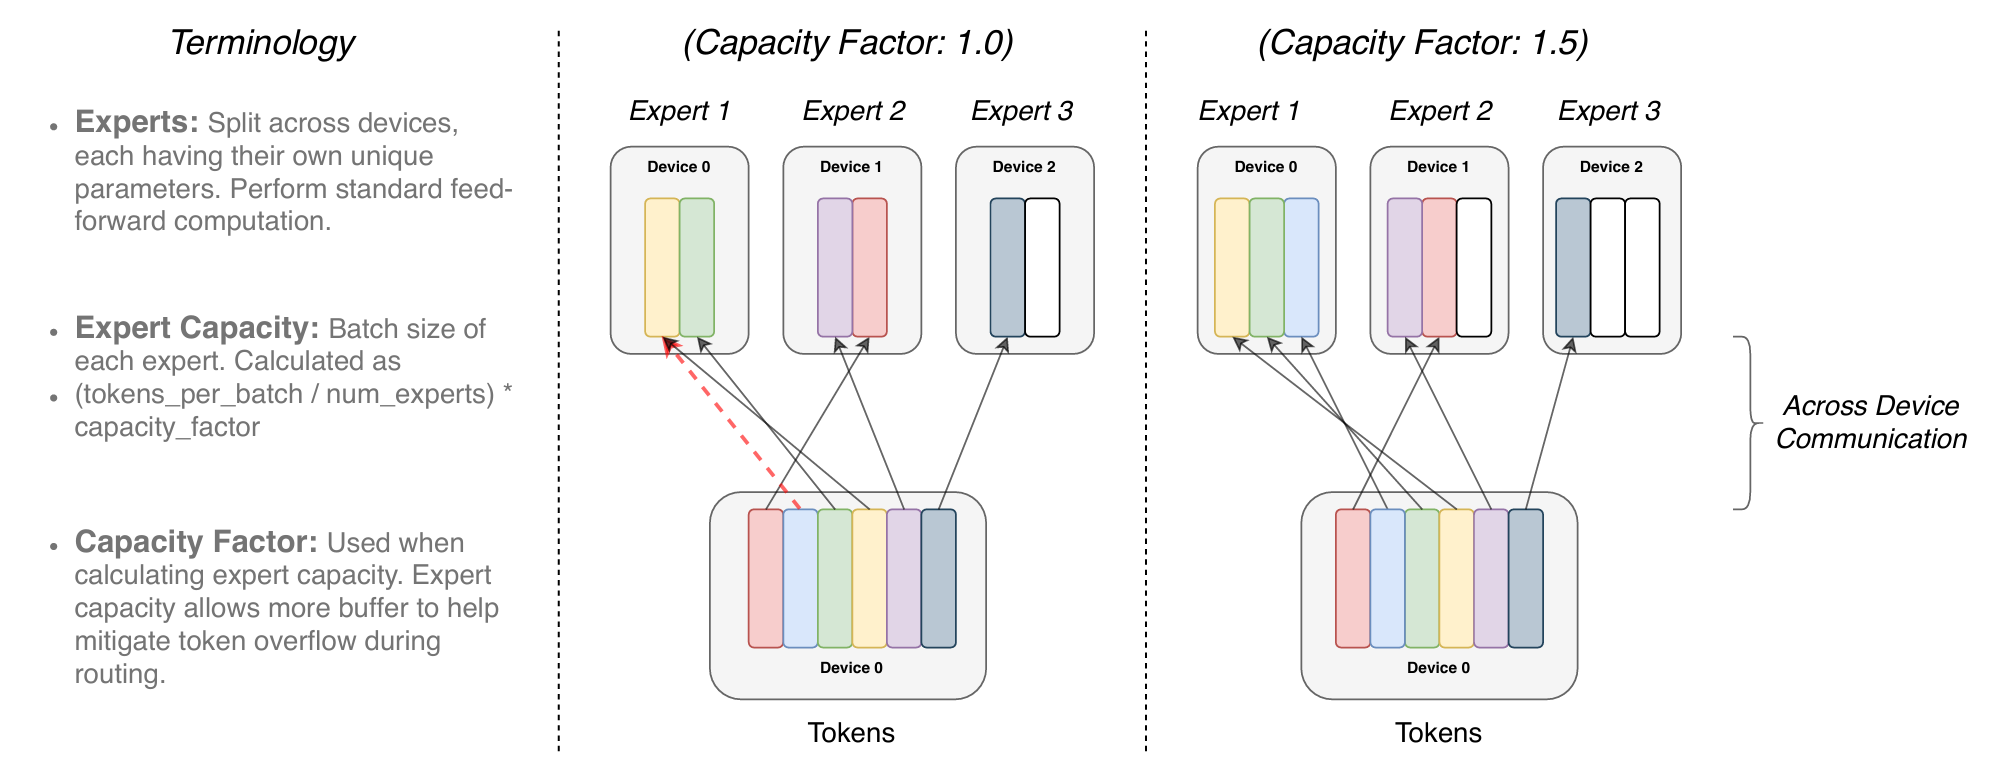 Terminology
• Experts: Split across devices,
each having their own unique
parameters. Perform standard feed-
forward computation.
• Expert Capacity: Batch size of
each expert. Calculated as
• (tokens_per_batch / num_experts) *
capacity_factor
• Capacity Factor: Used when
calculating expert capacity. Expert
capacity allows more buffer to help
mitigate token overflow during
routing.
(Capacity Factor: 1.0)
Expert 1
Expert 2
Expert 3
Device 0
Device 1
Device 2
Device 0
Tokens
(Capacity Factor: 1.5)
Expert 1
Expert 2
Expert 3
Device 0
Device 1
Device 2
Device 0
Tokens
Across Device
Communication